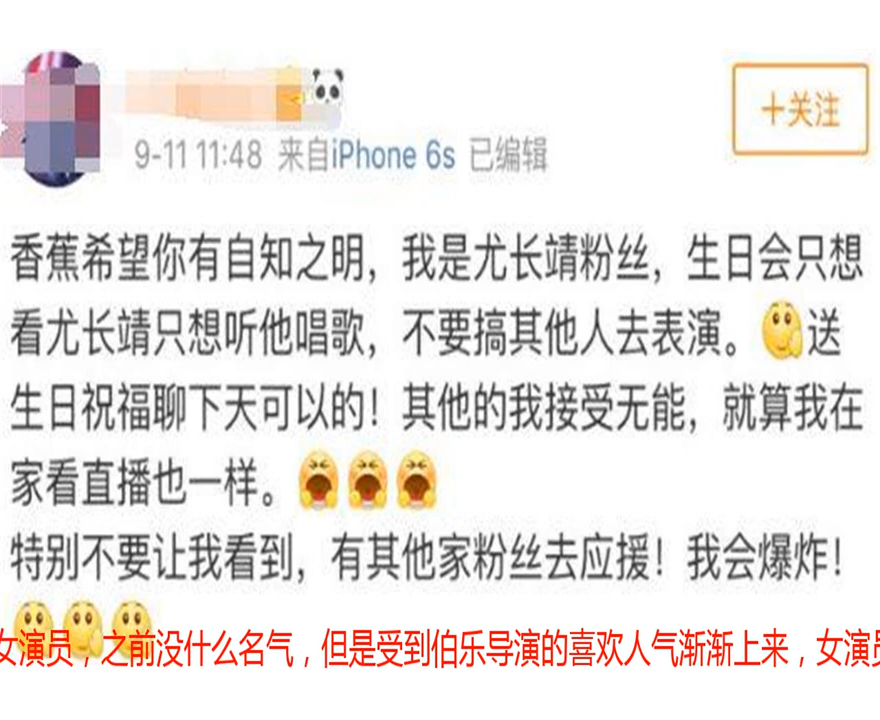 +关注
9-11 11:48 来自iPhone 6s 已编辑
香蕉希望你有自知之明，我是尤长靖粉丝，生日会只想
看尤长靖只想听他唱歌，不要搞其他人去表演。送
生日祝福聊下天可以的！其他的我接受无能，就算我在
家看直播也一样。
特别不要让我看到，有其他家粉丝去应援！我会爆炸！
女演员，之前没什么名气，但是受到伯乐导演的喜欢人气渐渐上来，女演员